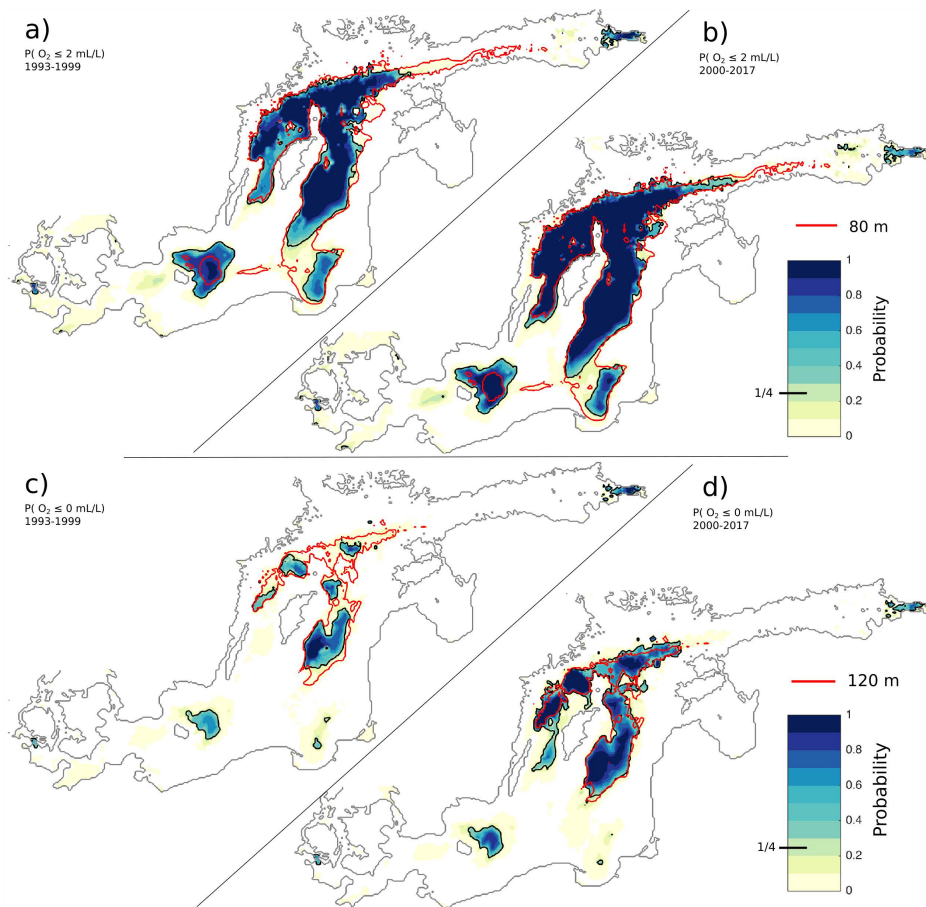 a)
P( O₂ ≤ 2 mL/L)
1993-1999
b)
P( O₂ ≤ 2 mL/L)
2000-2017
80 m
1
0.8
0.6
0.4
1/4
0.2
0
Probability
c)
P( O₂ ≤ 0 mL/L)
1993-1999
d)
P( O₂ ≤ 0 mL/L)
2000-2017
120 m
1
0.8
0.6
0.4
1/4
0.2
0
Probability